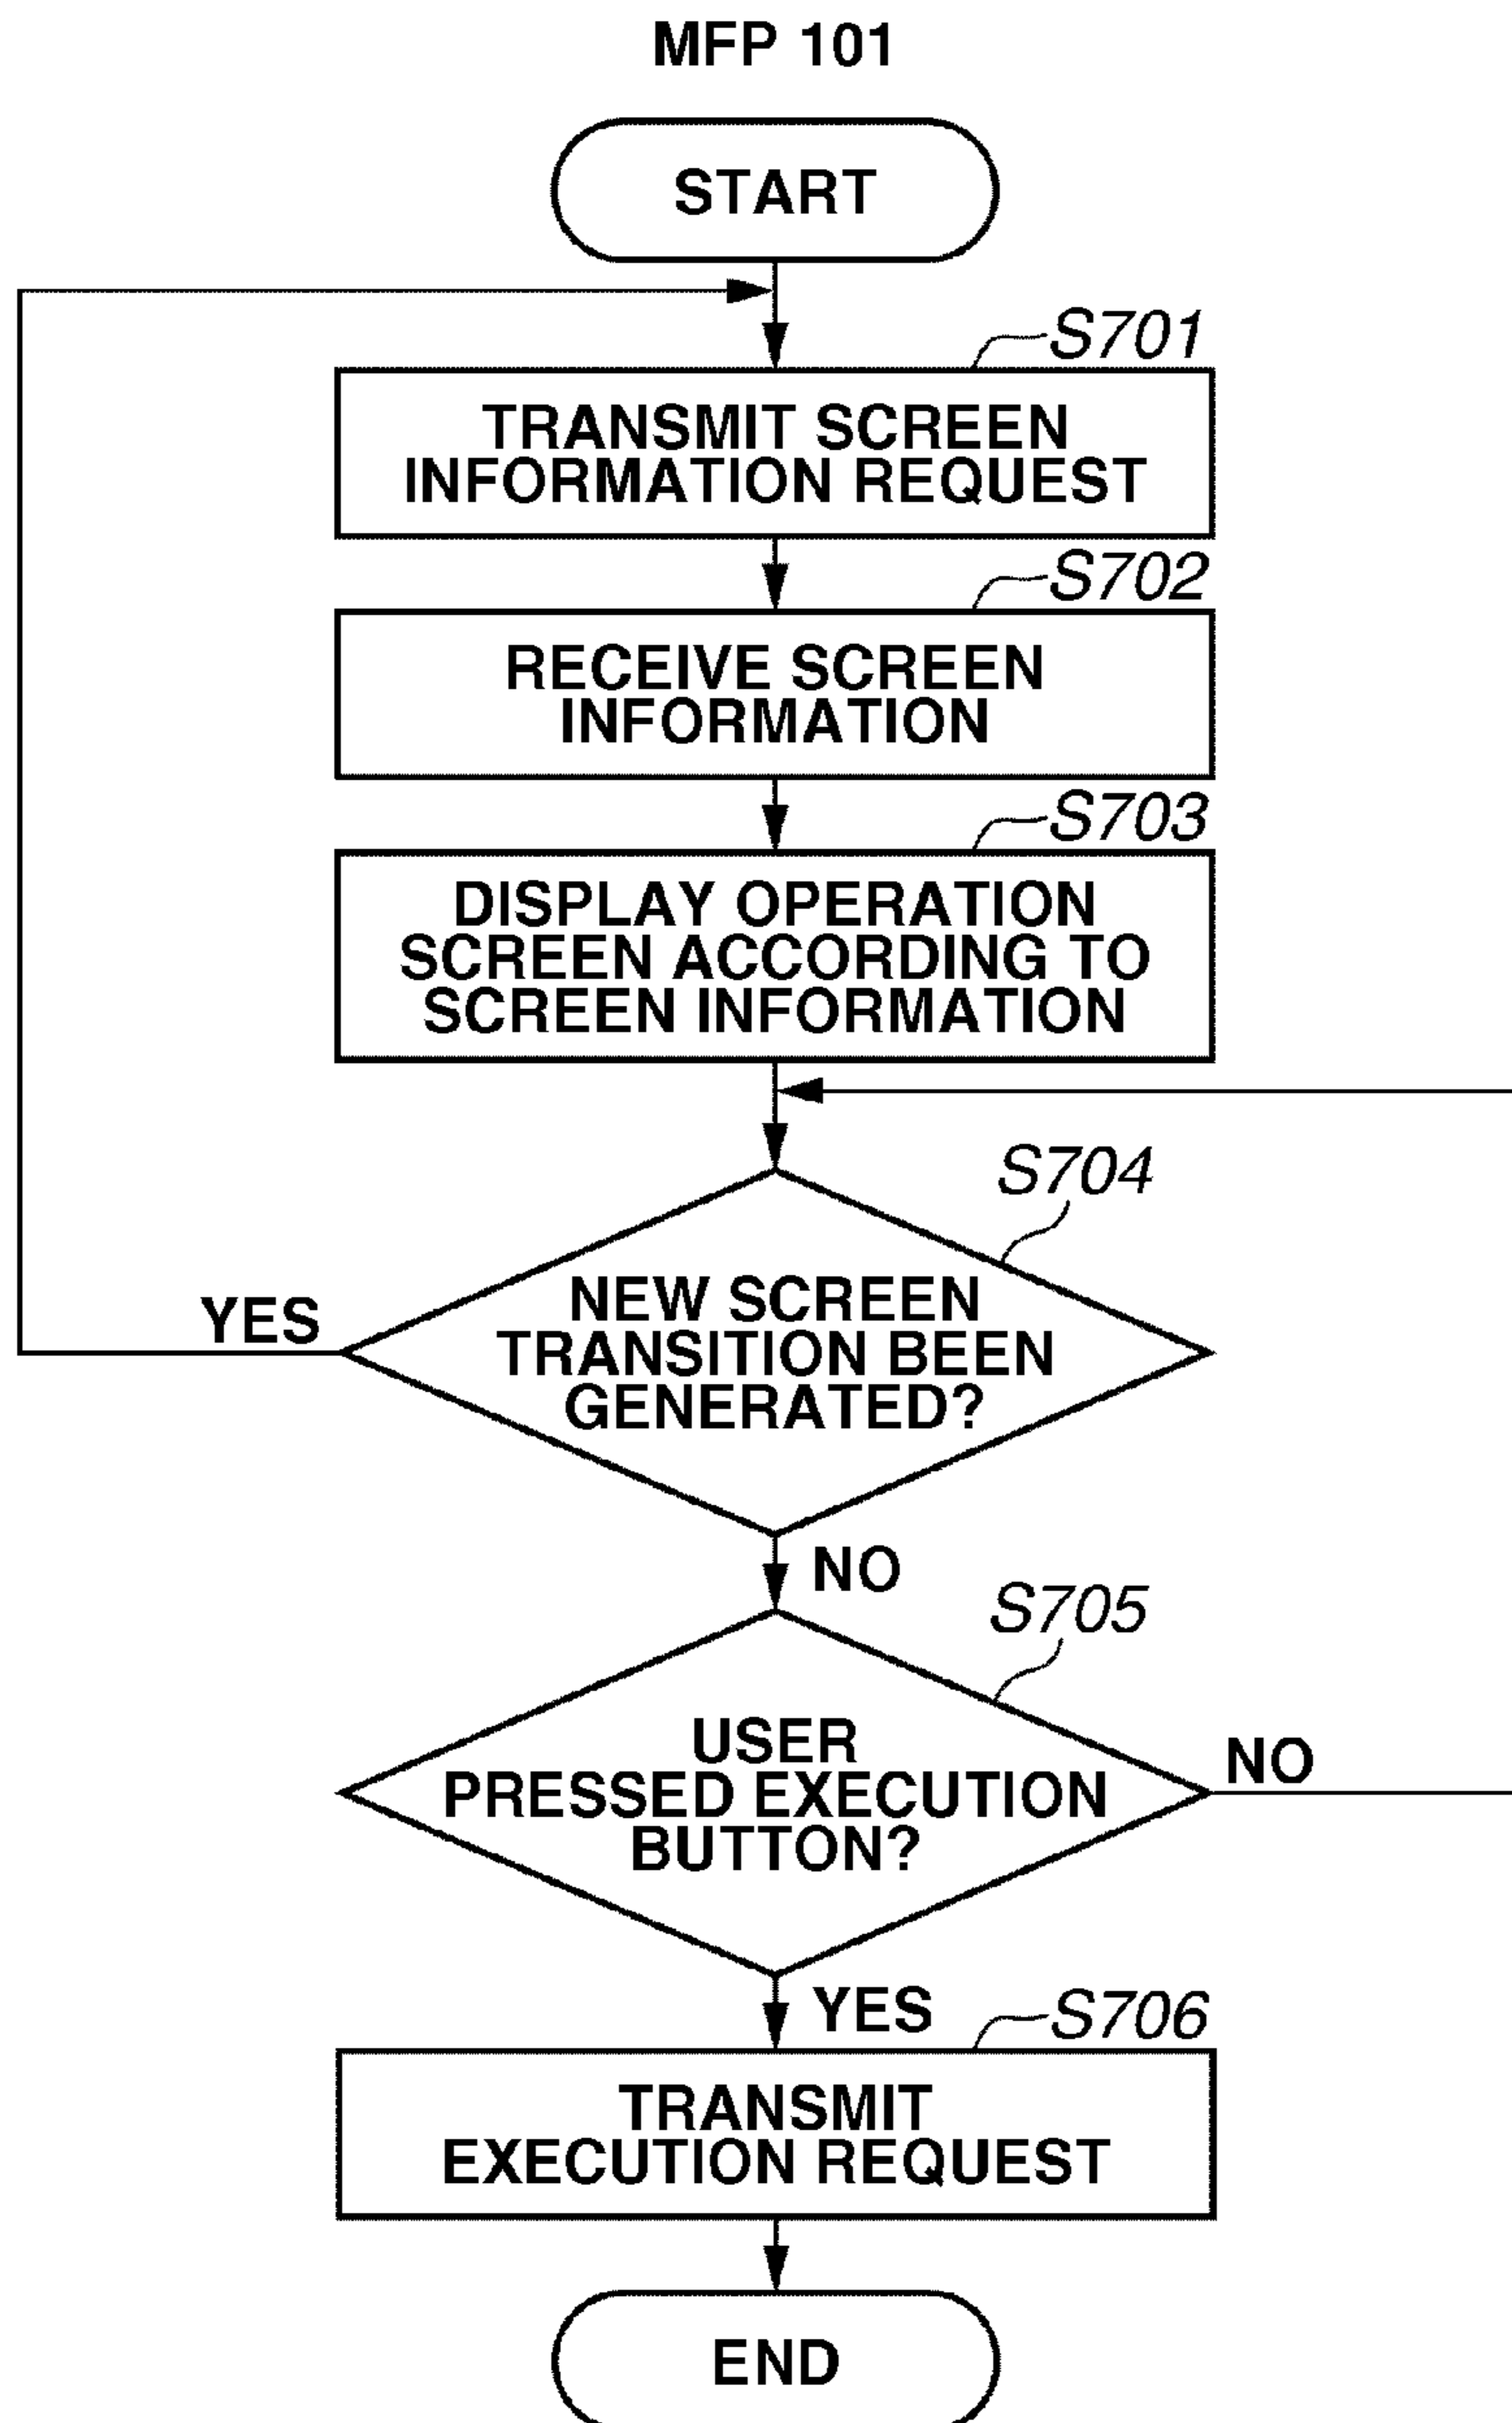 MFP 101
START
S701
TRANSMIT SCREEN
INFORMATION REQUEST
S702
RECEIVE SCREEN
INFORMATION
S703
DISPLAY OPERATION
SCREEN ACCORDING TO
SCREEN INFORMATION
S704
NEW SCREEN
TRANSITION BEEN
GENERATED?
YES
NO
S705
USER
PRESSED EXECUTION
BUTTON?
NO
YES
S706
TRANSMIT
EXECUTION REQUEST
END